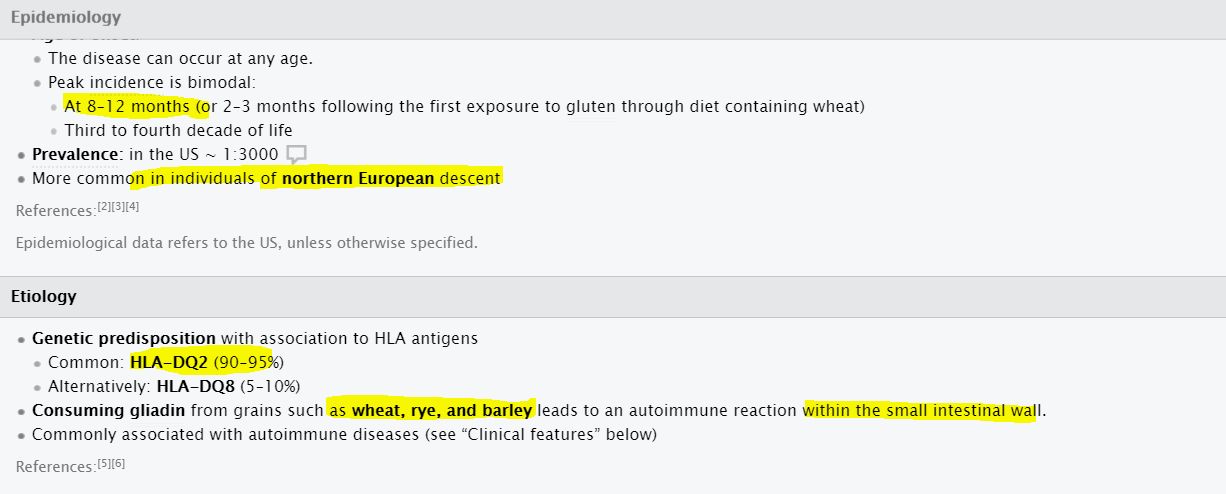 Epidemiology
• The disease can occur at any age.
• Peak incidence is bimodal:
• At 8–12 months (or 2–3 months following the first exposure to gluten through diet containing wheat)
• Third to fourth decade of life
• Prevalence: in the US ~ 1:3000
• More common in individuals of northern European descent
References:[2][3][4]
Epidemiological data refers to the US, unless otherwise specified.
Etiology
• Genetic predisposition with association to HLA antigens
• Common: HLA-DQ2 (90–95%)
• Alternatively: HLA-DQ8 (5–10%)
• Consuming gliadin from grains such as wheat, rye, and barley leads to an autoimmune reaction within the small intestinal wall.
• Commonly associated with autoimmune diseases (see “Clinical features” below)
References:[5][6]